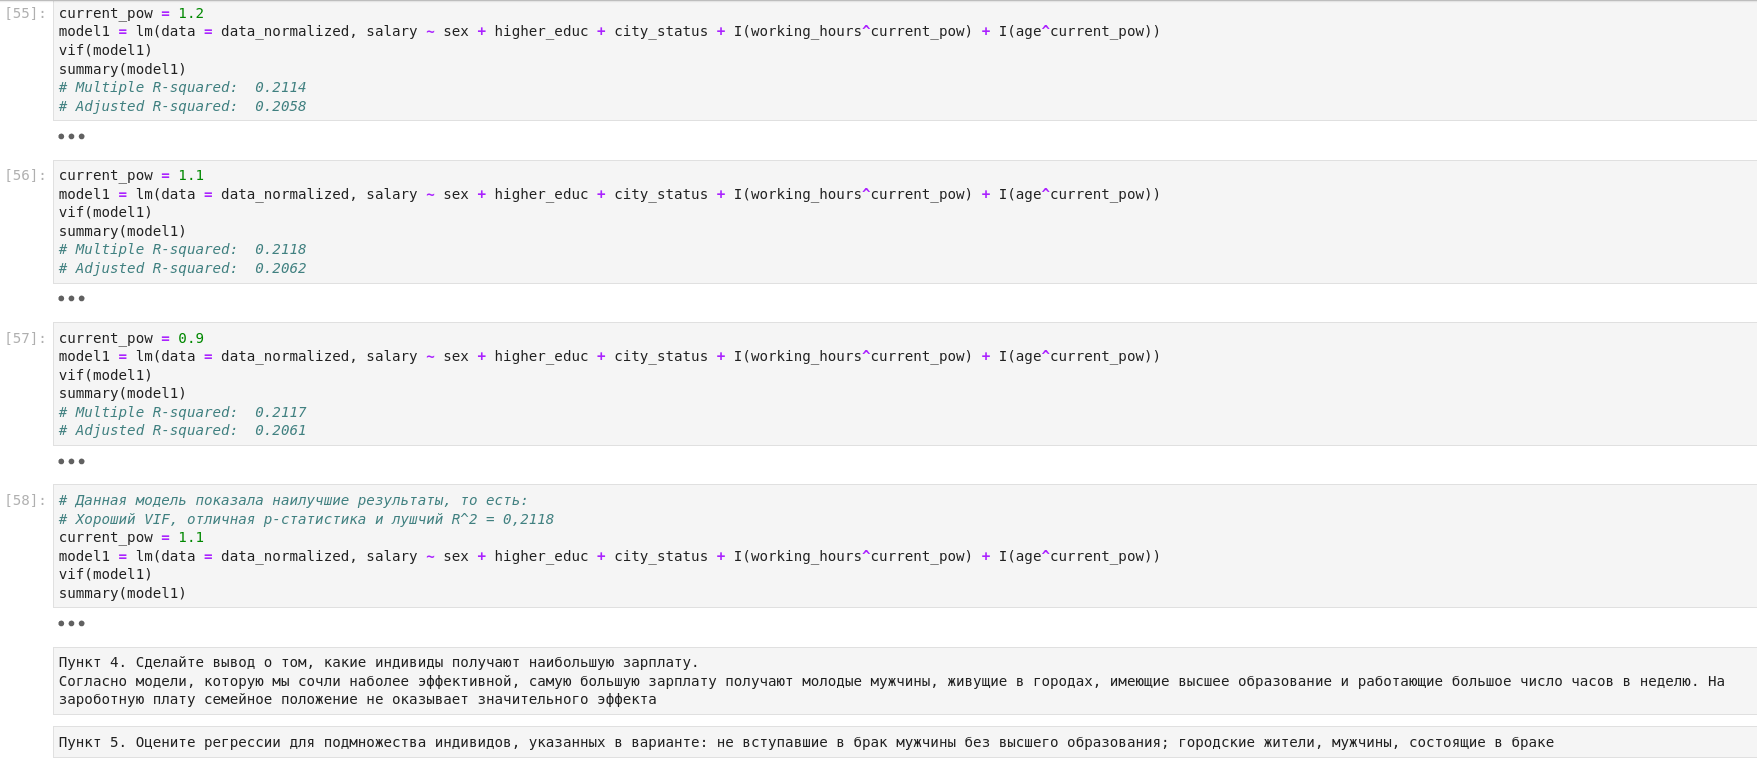 [55]: current_pow = 1.2
model1 = lm(data = data_normalized, salary ~ sex + higher_educ + city_status + I(working_hours^current_pow) + I(age^current_pow))
vif(model1)
summary(model1)
# Multiple R-squared:  0.2114
# Adjusted R-squared:  0.2058
[56]: current_pow = 1.1
model1 = lm(data = data_normalized, salary ~ sex + higher_educ + city_status + I(working_hours^current_pow) + I(age^current_pow))
vif(model1)
summary(model1)
# Multiple R-squared:  0.2118
# Adjusted R-squared:  0.2062
[57]: current_pow = 0.9
model1 = lm(data = data_normalized, salary ~ sex + higher_educ + city_status + I(working_hours^current_pow) + I(age^current_pow))
vif(model1)
summary(model1)
# Multiple R-squared:  0.2117
# Adjusted R-squared:  0.2061
[58]: # Данная модель показала наилучшие результаты, то есть:
# Хороший VIF, отличная p-статистика и лушчий R^2 = 0,2118
current_pow = 1.1
model1 = lm(data = data_normalized, salary ~ sex + higher_educ + city_status + I(working_hours^current_pow) + I(age^current_pow))
vif(model1)
summary(model1)
Пункт 4. Сделайте вывод о том, какие индивиды получают наибольшую зарплату.
Согласно модели, которую мы сочли наболее эффективной, самую большую зарплату получают молодые мужчины, живущие в городах, имеющие высшее образование и работающие большое число часов в неделю. На
зароботную плату семейное положение не оказывает значительного эффекта
Пункт 5. Оцените регрессии для подмножества индивидов, указанных в варианте: не вступавшие в брак мужчины без высшего образования; городские жители, мужчины, состоящие в браке